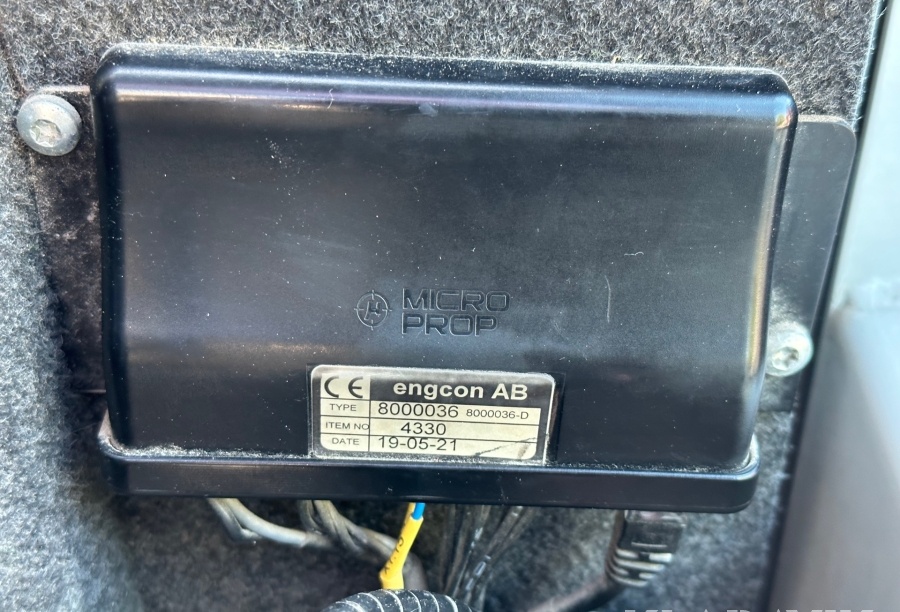 MICRO
PROP
CE engcon AB
TYPE 8000036 8000036-D
ITEM NO 4330
DATE 19-05-21